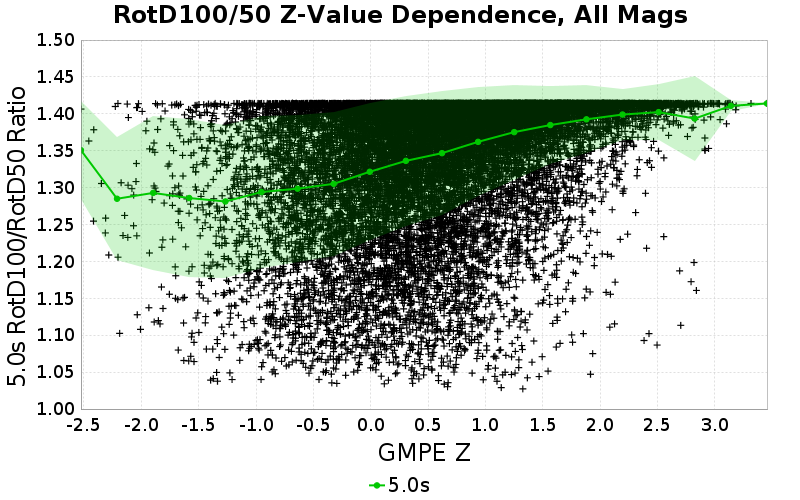 RotD100/50 Z-Value Dependence, All Mags
5.0s RotD100/RotD50 Ratio
1.50
1.45
1.40
1.35
1.30
1.25
1.20
1.15
1.10
1.05
1.00
-2.5 -2.0 -1.5 -1.0 -0.5 0.0 0.5 1.0 1.5 2.0 2.5 3.0
GMPE Z
5.0s